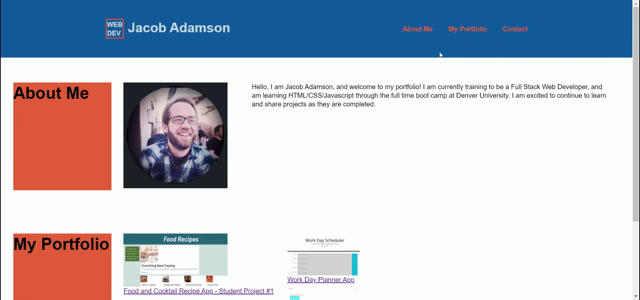 WEB
DEV
Jacob Adamson
About Me
My Portfolio
Contact
About Me
Hello, I am Jacob Adamson, and welcome to my portfolio! I am currently training to be a Full Stack Web Developer, and
am learning HTML/CSS/Javascript through the full time boot camp at Denver University. I am excited to continue to learn
and share projects as they are completed.
My Portfolio
Food Recipes
Food and Cocktail Recipe App - Student Project #1
Work Day Scheduler
Work Day Planner App